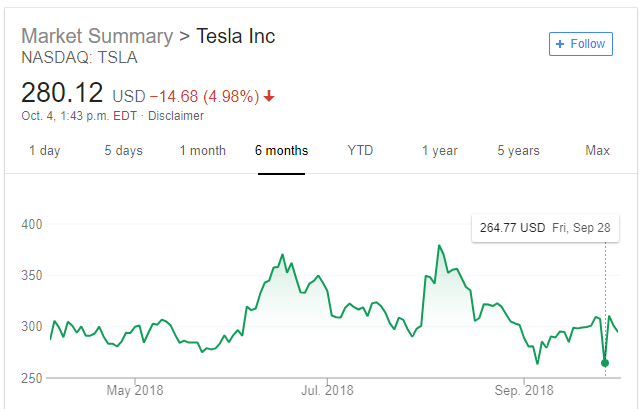 Market Summary > Tesla Inc
NASDAQ: TSLA
+ Follow
280.12 USD −14.68 (4.98%)
Oct. 4, 1:43 p.m. EDT · Disclaimer
1 day 5 days 1 month 6 months YTD 1 year 5 years Max
264.77 USD Fri, Sep 28
400
350
300
250
May 2018 Jul. 2018 Sep. 2018